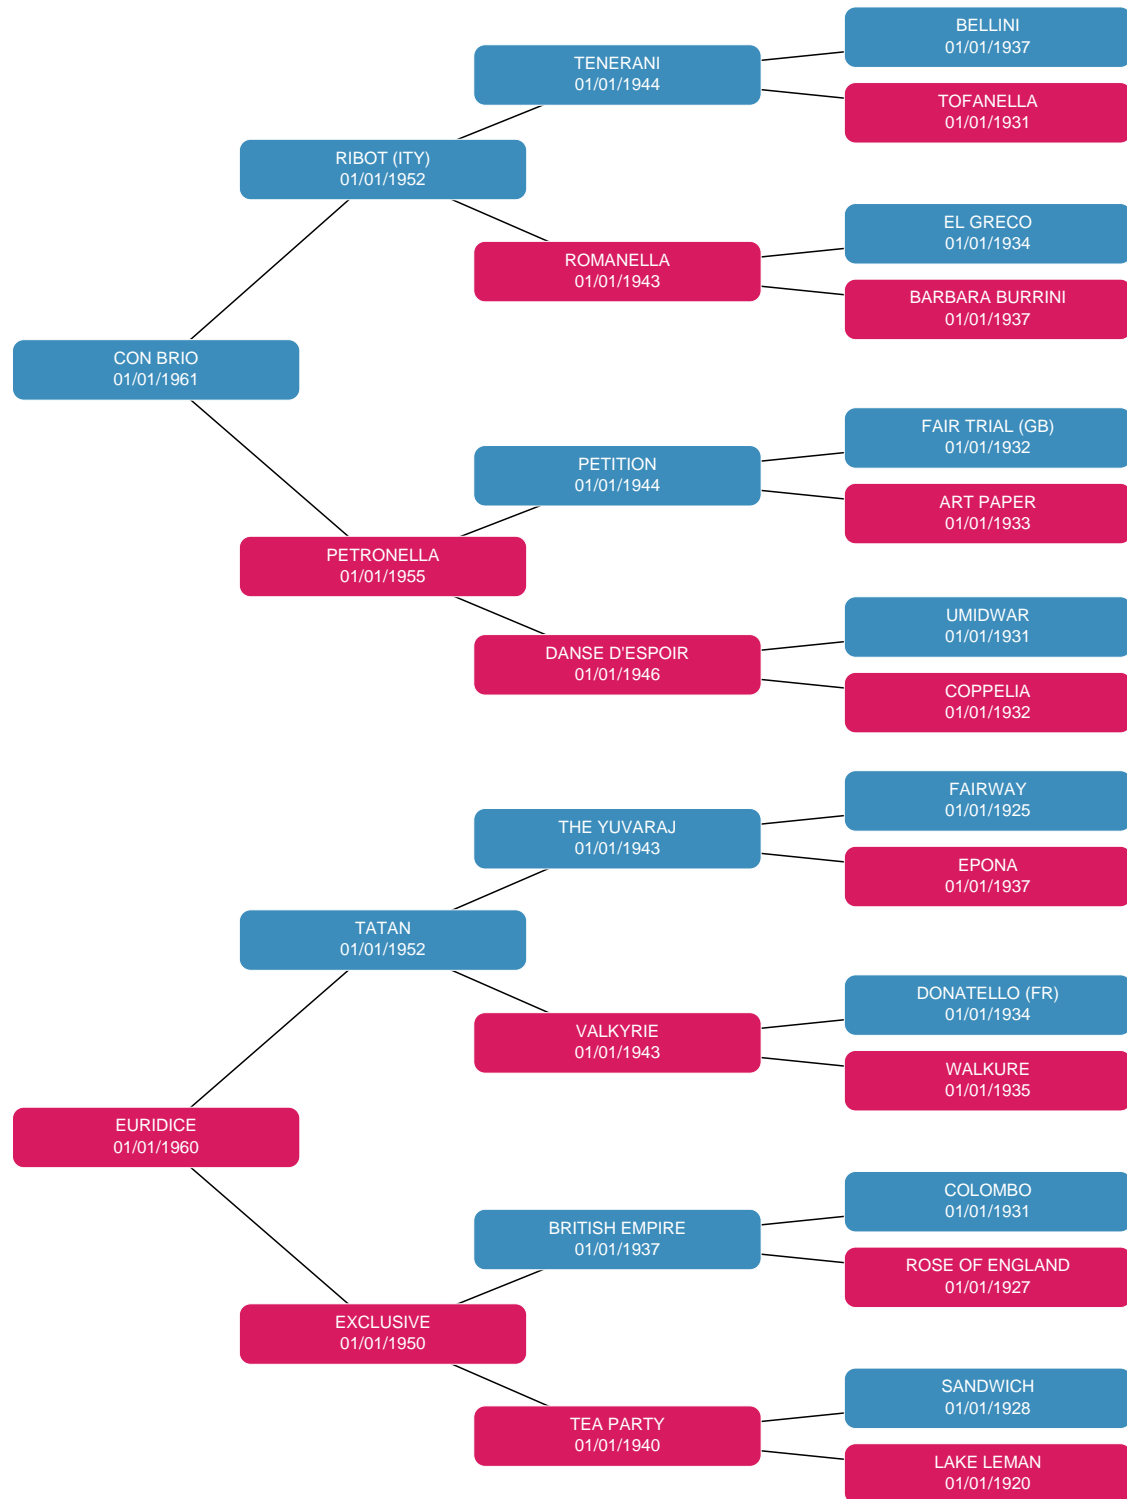 BELLINI
01/01/1937
TENERANI
01/01/1944
TOFANELLA
01/01/1931
RIBOT (ITY)
01/01/1952
EL GRECO
01/01/1934
ROMANELLA
01/01/1943
BARBARA BURRINI
01/01/1937
CON BRIO
01/01/1961
FAIR TRIAL (GB)
01/01/1932
PETITION
01/01/1944
ART PAPER
01/01/1933
PETRONELLA
01/01/1955
UMIDWAR
01/01/1931
DANSE D'ESPOIR
01/01/1946
COPPELIA
01/01/1932
FAIRWAY
01/01/1925
THE YUVARAJ
01/01/1943
EPONA
01/01/1937
TATAN
01/01/1952
DONATELLO (FR)
01/01/1934
VALKYRIE
01/01/1943
WALKURE
01/01/1935
EURIDICE
01/01/1960
COLOMBO
01/01/1931
BRITISH EMPIRE
01/01/1937
ROSE OF ENGLAND
01/01/1927
EXCLUSIVE
01/01/1950
SANDWICH
01/01/1928
TEA PARTY
01/01/1940
LAKE LEMAN
01/01/1920